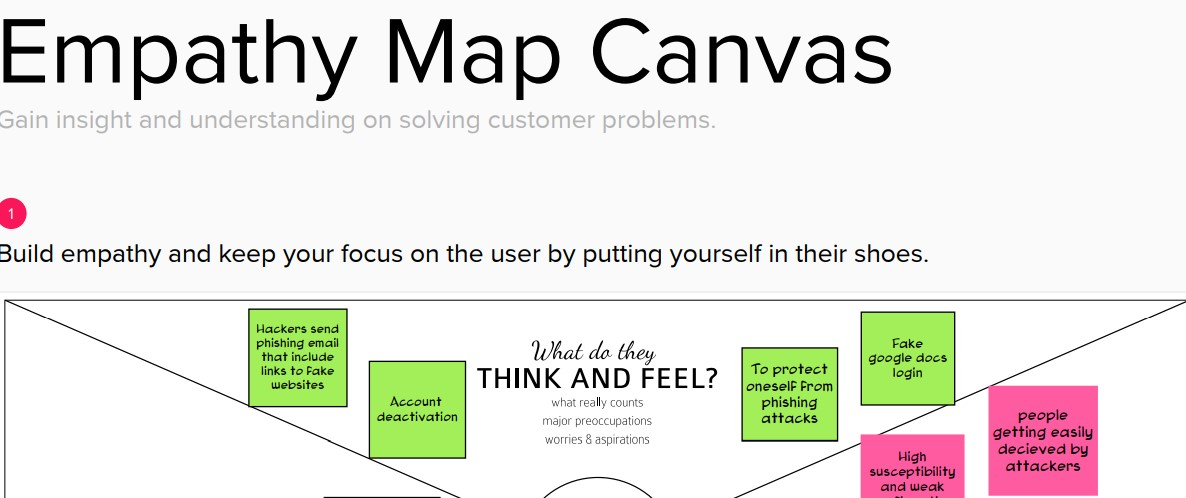 Empathy Map Canvas
Gain insight and understanding on solving customer problems.
1
Build empathy and keep your focus on the user by putting yourself in their shoes.
Hackers send
phishing email
that include
links to fake
websites
Account
deactivation
What do they
THINK AND FEEL?
what really counts
major preoccupations
worries & aspirations
To protect
oneself from
phishing
attacks
Fake
google docs
login
people
getting easily
decieved by
attackers
High
susceptibility
and weak